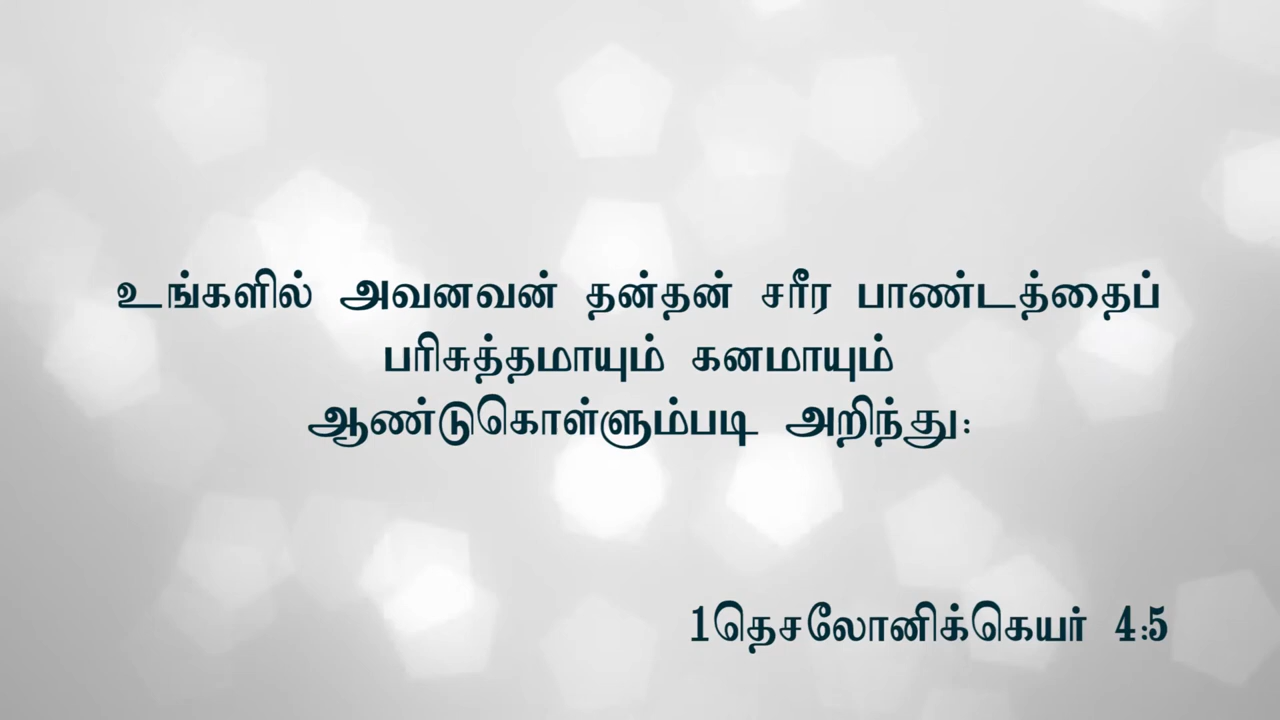 உங்களில் அவனவன் தன்தன் சரீர பாண்டத்தைப்
பரிசுத்தமாயும் கனமாயும்
ஆண்டுகொள்ளும்படி அறிந்து:
1தெசலோனிக்கெயர் 4:5